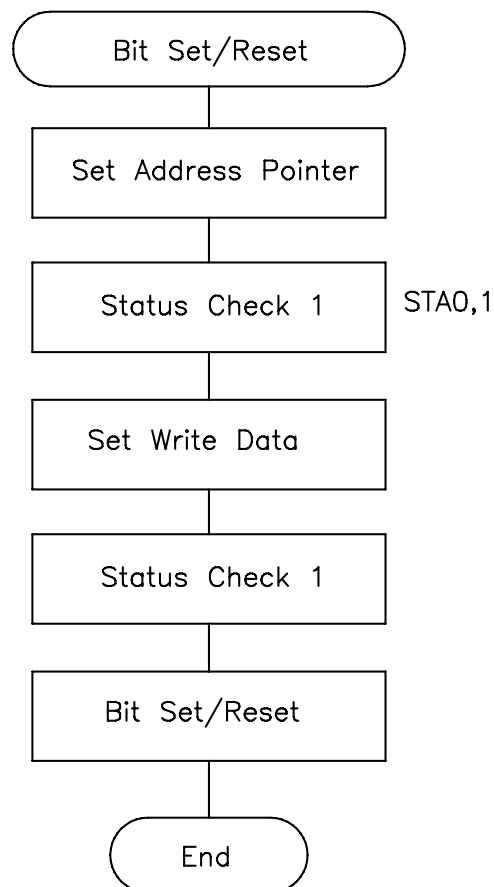 Bit Set/Reset
Set Address Pointer
Status Check 1 STA0,1
Set Write Data
Status Check 1
Bit Set/Reset
End